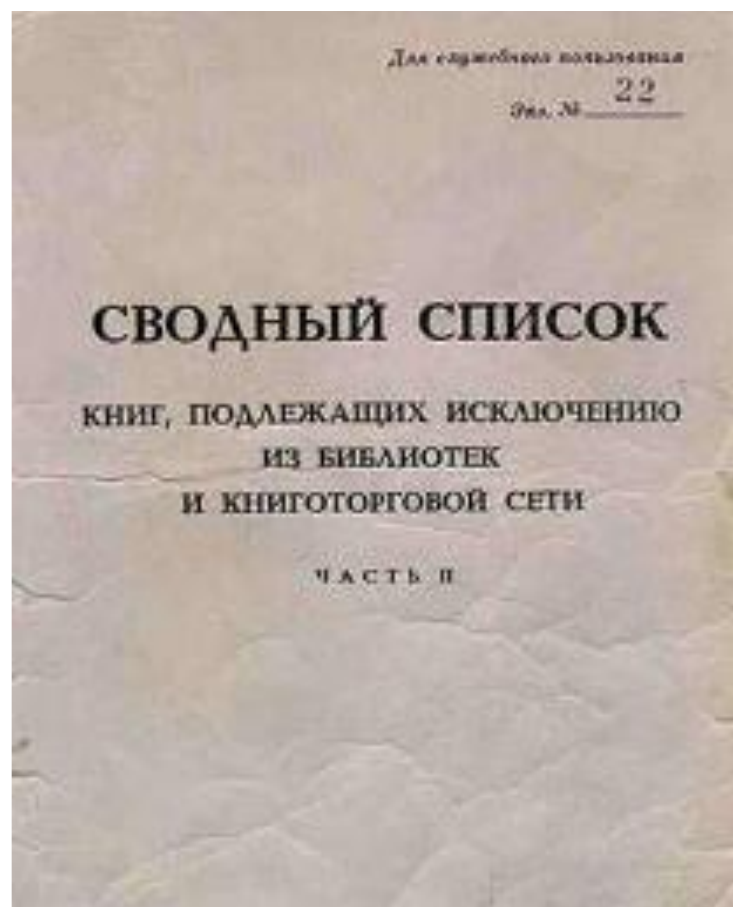 Для служебного пользования
Экз. № 22
СВОДНЫЙ СПИСОК
КНИГ, ПОДЛЕЖАЩИХ ИСКЛЮЧЕНИЮ
ИЗ БИБЛИОТЕК
И КНИГОТОРГОВОЙ СЕТИ
ЧАСТЬ II